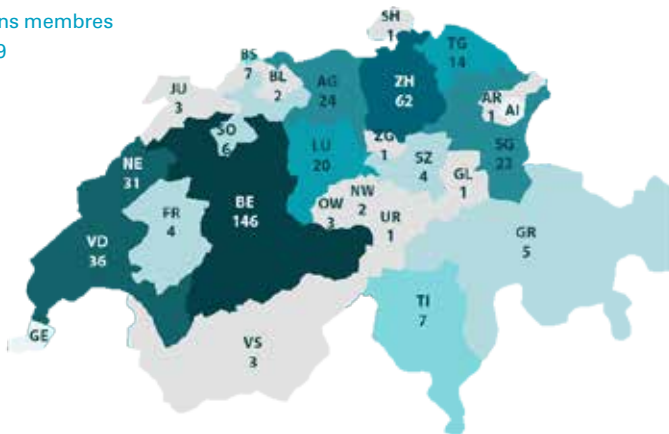 ns membres
9
SH
1
BS
7
BL
2
AG
24
ZH
62
TG
14
JU
3
SO
6
AR
1
AI
LU
20
ZG
1
SZ
4
SG
23
GL
1
NE
31
FR
4
BE
146
NW
2
OW
3
UR
1
GR
5
VD
36
TI
7
GE
VS
3